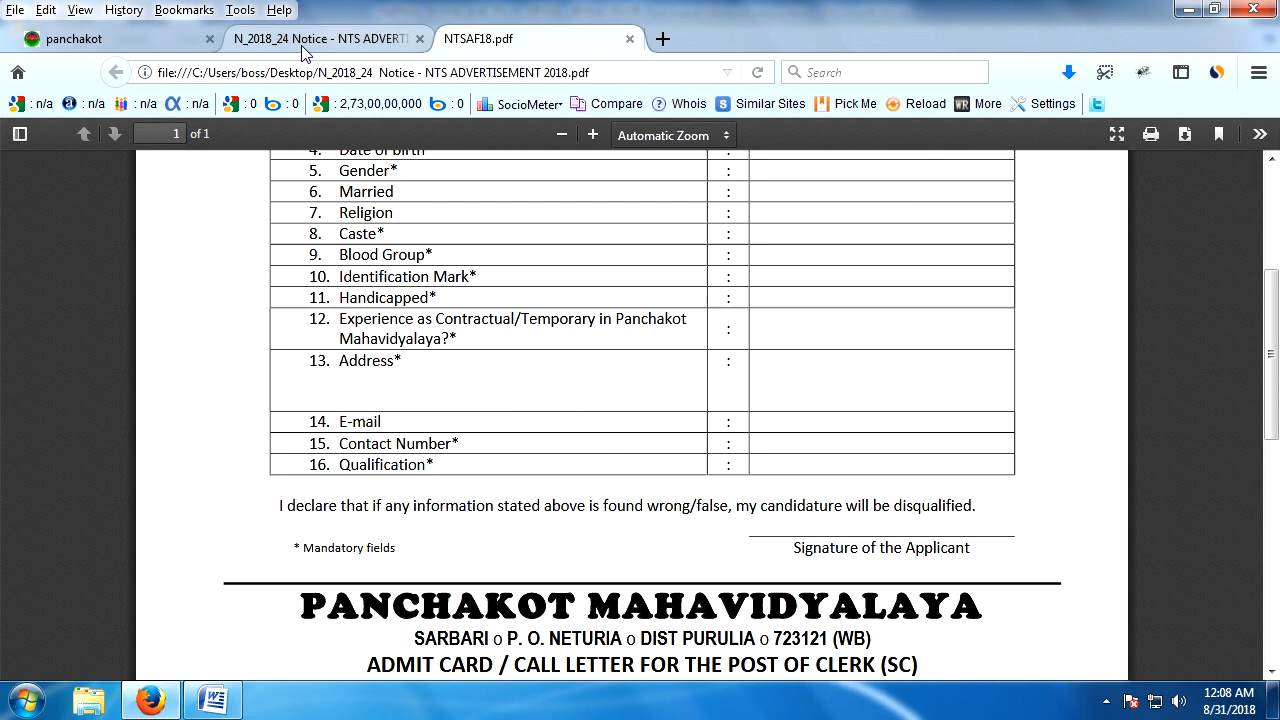 File Edit View History Bookmarks Tools Help
panchakot
N_2018_24 Notice - NTS ADVERTI
NTSAF18.pdf
file:///C:/Users/boss/Desktop/N_2018_24 Notice - NTS ADVERTISEMENT 2018.pdf
Search
: n/a : n/a : n/a : n/a : 0 : 0 : 2,73,00,00,000 : 0 SocioMeter Compare Whois Similar Sites Pick Me Reload WR More Settings
1 of 1
Automatic Zoom
4. Date of birth :
5. Gender* :
6. Married :
7. Religion :
8. Caste* :
9. Blood Group* :
10. Identification Mark* :
11. Handicapped* :
12. Experience as Contractual/Temporary in Panchakot
Mahavidyalaya?* :
13. Address* :
14. E-mail :
15. Contact Number* :
16. Qualification* :
I declare that if any information stated above is found wrong/false, my candidature will be disqualified.
* Mandatory fields
Signature of the Applicant
PANCHAKOT MAHAVIDYALAYA
SARBARI o P. O. NETURIA o DIST PURULIA o 723121 (WB)
ADMIT CARD / CALL LETTER FOR THE POST OF CLERK (SC)
12:08 AM
8/31/2018